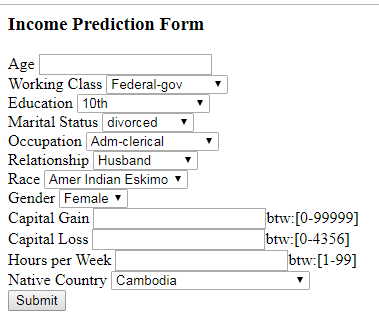 Income Prediction Form
Age
Working Class Federal-gov
Education 10th
Marital Status divorced
Occupation Adm-clerical
Relationship Husband
Race Amer Indian Eskimo
Gender Female
Capital Gain btw:[0-99999]
Capital Loss btw:[0-4356]
Hours per Week btw:[1-99]
Native Country Cambodia
Submit